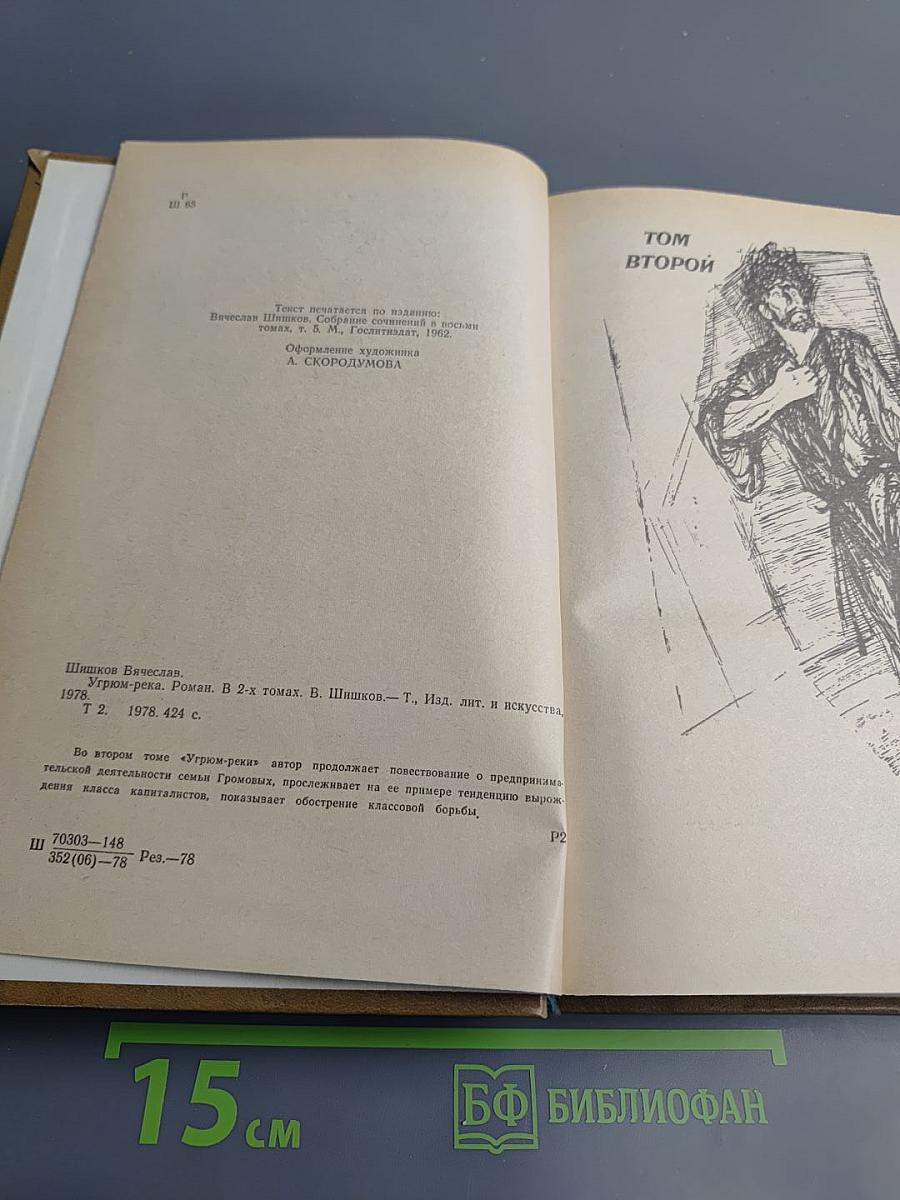 Р
Ш 65
Текст печатается по изданию:
Вячеслав Шишков. Собрание сочинений в восьми
томах, т. 5. М., Гослитиздат, 1962.
Оформление художника
А. СКОРОДУМОВА
Шишков Вячеслав.
Угрюм-река. Роман. В 2-х томах. В. Шишков.— Т., Изд. лит. и искусства,
1978.
Т 2. 1978. 424 с.
Во втором томе «Угрюм-реки» автор продолжает повествование о предпринима-
тельской деятельности семьи Громовых, прослеживает на ее примере тенденцию вырож-
дения класса капиталистов, показывает обострение классовой борьбы.
Р2
Ш 70303—148
352(06)—78 Рез.—78
ТОМ
ВТОРОЙ
15 см
БФ БИБЛИОФАН